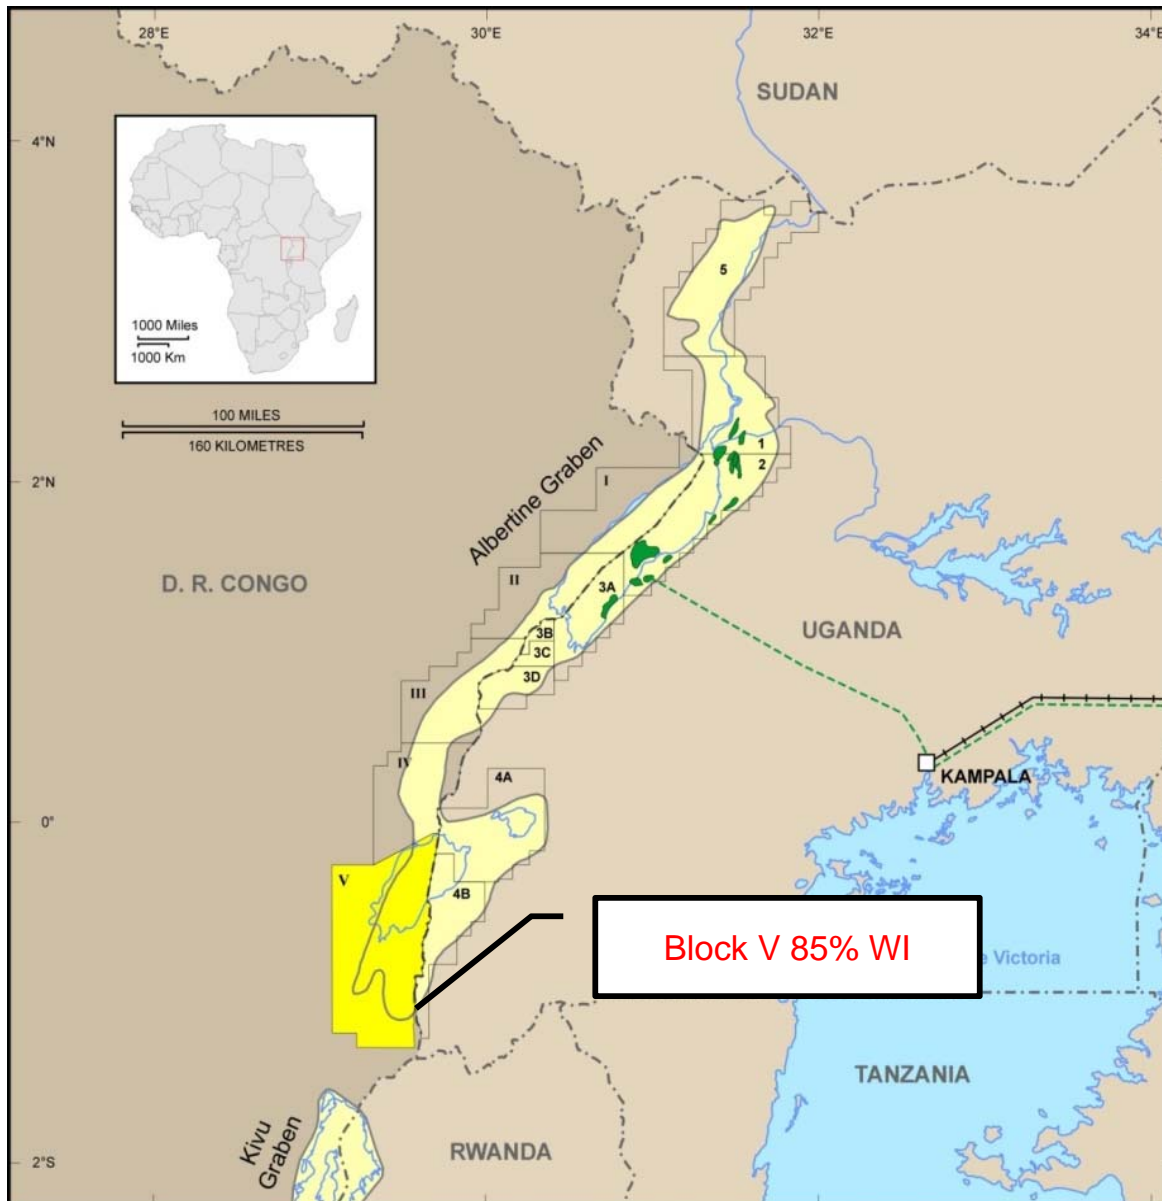 28°E
30°E
32°E
34°E
SUDAN
4°N
1000 Miles
1000 Km
5
100 MILES
160 KILOMETRES
1
2
Albertine Graben
I
2°N
II
3A
D. R. CONGO
UGANDA
3B
3C
3D
III
IV
4A
KAMPALA
0°
V
4B
Block V 85% WI
e Victoria
TANZANIA
Kivu
Graben
RWANDA
2°S